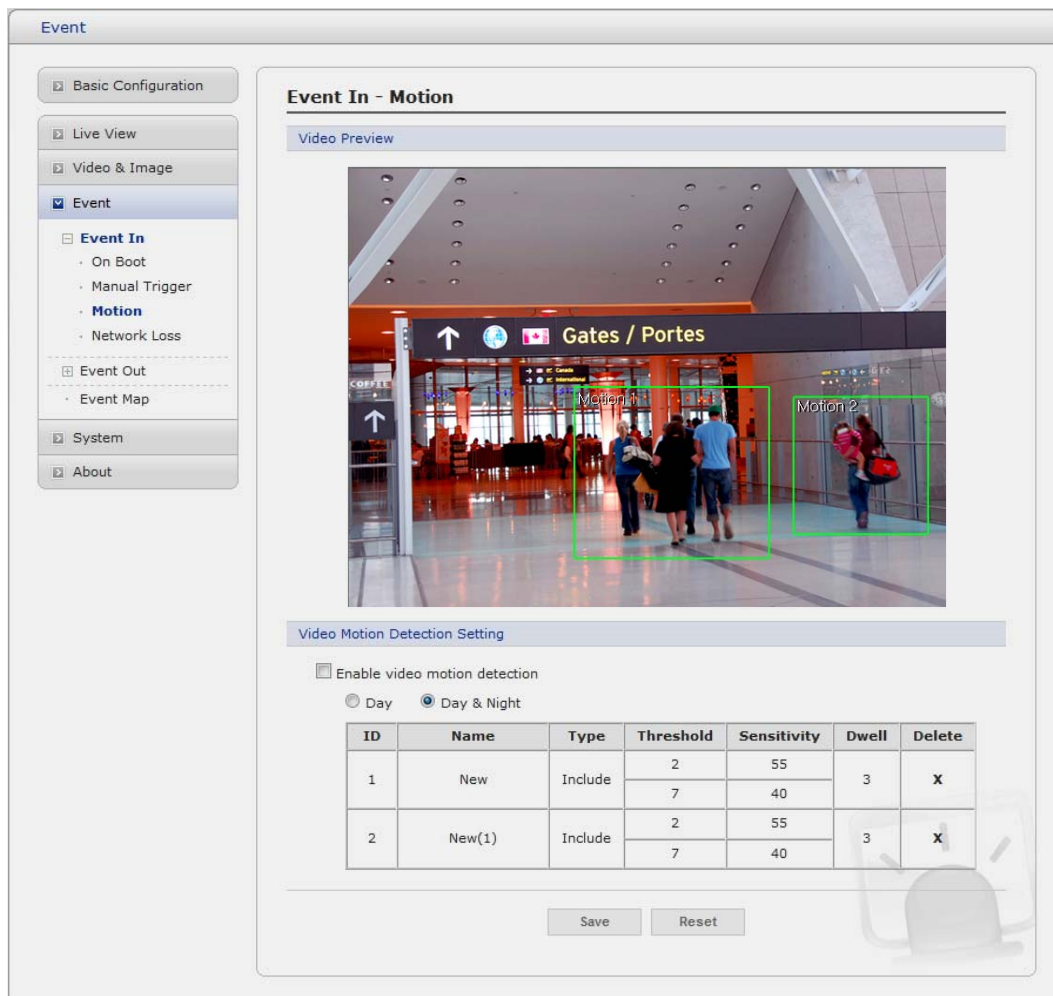 Event
Basic Configuration
Live View
Video & Image
Event
Event In
On Boot
Manual Trigger
Motion
Network Loss
Event Out
Event Map
System
About
Event In - Motion
Video Preview
Gates / Portes
Canada
International
COFFEE
Motion 1
Motion 2
Video Motion Detection Setting
Enable video motion detection
Day Day & Night
ID Name Type Threshold Sensitivity Dwell Delete
1 New Include 2 55 3 X
7 40
2 New(1) Include 2 55 3 X
7 40
Save Reset